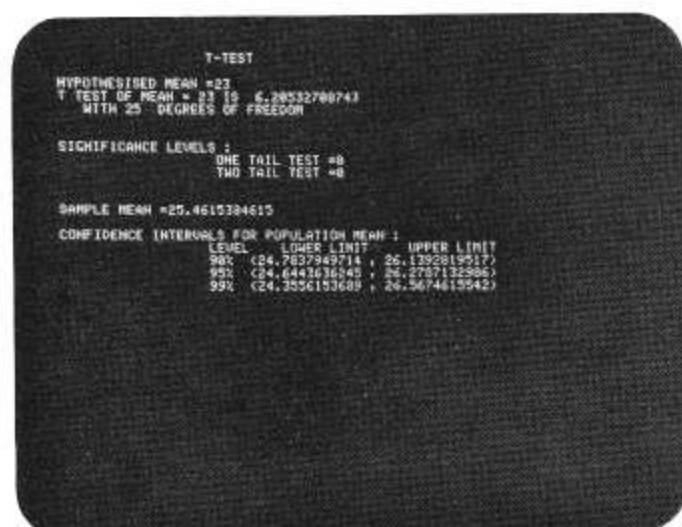 T-TEST
HYPOTHESISED MEAN =23
T TEST OF MEAN = 23 IS 6.20532708743
WITH 25 DEGREES OF FREEDOM
SIGNIFICANCE LEVELS :
ONE TAIL TEST =0
TWO TAIL TEST =0
SAMPLE MEAN =25.4615384615
CONFIDENCE INTERVALS FOR POPULATION MEAN :
LEVEL LOWER LIMIT UPPER LIMIT
90% (24.7837949714 , 26.1392819517)
95% (24.6443636245 , 26.2787132986)
99% (24.3556153689 , 26.5674615542)